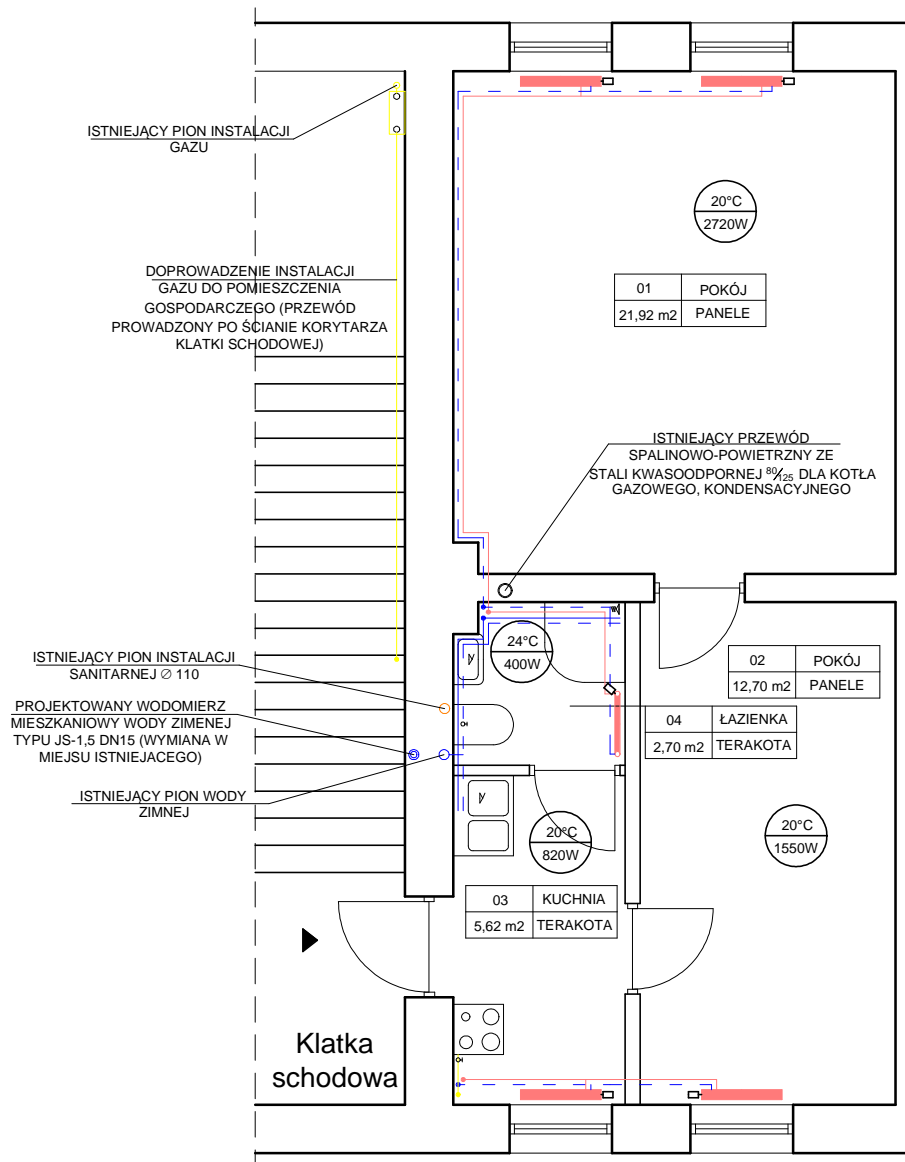 ISTNIEJĄCY PION INSTALACJI
GAZU
20°C
2720W
DOPROWADZENIE INSTALACJI
GAZU DO POMIESZCZENIA
GOSPODARCZEGO (PRZEWÓD
PROWADZONY PO ŚCIANIE KORYTARZA
KLATKI SCHODOWEJ)
01 POKÓJ
21,92 m2 PANELE
ISTNIEJĄCY PRZEWÓD
SPALINOWO-POWIETRZNY ZE
STALI KWASOODPORNEJ 80/125 DLA KOTŁA
GAZOWEGO, KONDENSACYJNEGO
24°C
400W
ISTNIEJĄCY PION INSTALACJI
SANITARNEJ ∅ 110
02 POKÓJ
12,70 m2 PANELE
PROJEKTOWANY WODOMIERZ
MIESZKANIOWY WODY ZIMENEJ
TYPU JS-1,5 DN15 (WYMIANA W
MIEJSU ISTNIEJACEGO)
04 ŁAZIENKA
2,70 m2 TERAKOTA
ISTNIEJĄCY PION WODY
ZIMNEJ
20°C
820W
20°C
1550W
03 KUCHNIA
5,62 m2 TERAKOTA
Klatka
schodowa